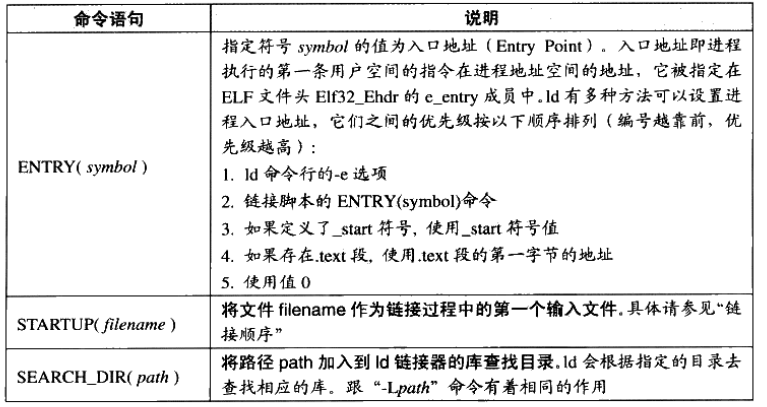 命令语句 说明
ENTRY( symbol )
指定符号 symbol 的值为入口地址（Entry Point）。入口地址即进程
执行的第一条用户空间的指令在进程地址空间的地址，它被指定在
ELF 文件头 Elf32_Ehdr 的 e_entry 成员中。ld 有多种方法可以设置进
程入口地址，它们之间的优先级按以下顺序排列（编号越靠前，优
先级越高）：
1. ld 命令行的-e 选项
2. 链接脚本的 ENTRY(symbol)命令
3. 如果定义了_start 符号，使用_start 符号值
4. 如果存在.text 段，使用.text 段的第一字节的地址
5. 使用值 0
STARTUP( filename )
将文件 filename 作为链接过程中的第一个输入文件。具体请参见“链
接顺序”
SEARCH_DIR( path )
将路径 path 加入到 ld 链接器的库查找目录。ld 会根据指定的目录去
查找相应的库。跟“-Lpath”命令有着相同的作用